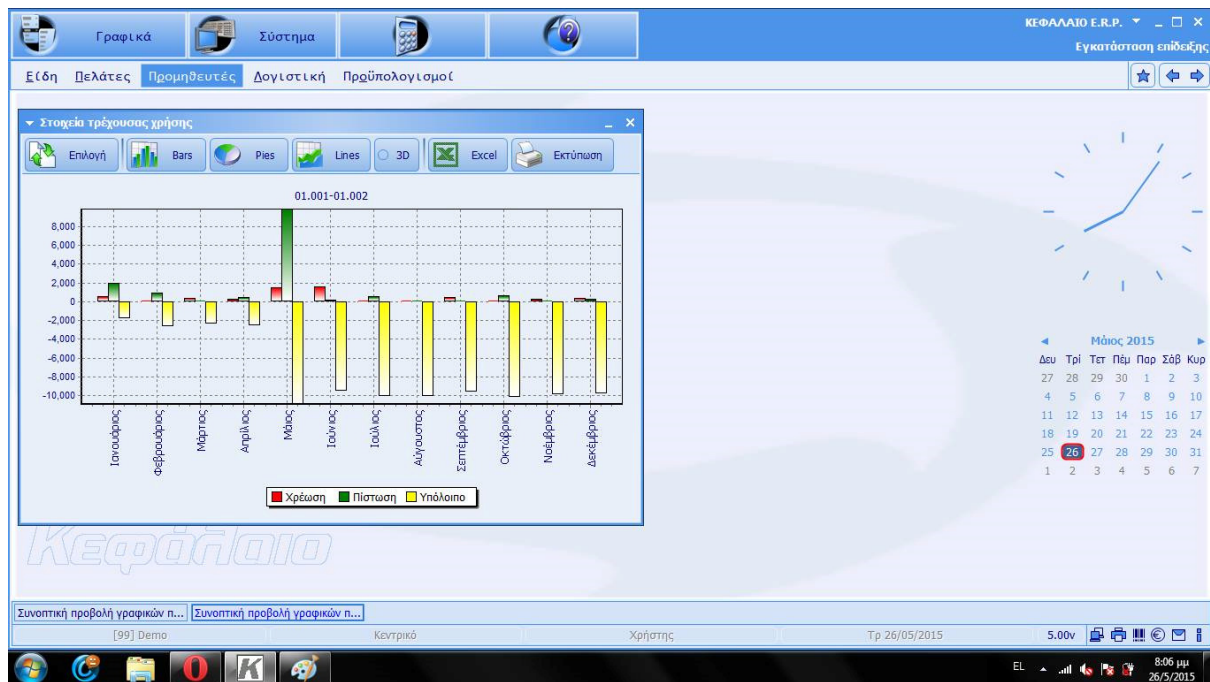 Γραφικά
Σύστημα
ΚΕΦΑΛΑΙΟ E.R.P.
Εγκατάσταση επίδειξης
Είδη Πελάτες Προμηθευτές Λογιστική Προϋπολογισμοί
Στοιχεία τρέχουσας χρήσης
Επιλογή Bars Pies Lines 3D Excel Εκτύπωση
01.001-01.002
8,000
6,000
4,000
2,000
0
-2,000
-4,000
-6,000
-8,000
-10,000
Ιανουάριος
Φεβρουάριος
Μάρτιος
Απρίλιος
Μάιος
Ιούνιος
Ιούλιος
Αύγουστος
Σεπτέμβριος
Οκτώβριος
Νοέμβριος
Δεκέμβριος
Χρέωση Πίστωση Υπόλοιπο
Μάιος 2015
Δευ Τρί Τετ Πέμ Παρ Σάβ Κυρ
27 28 29 30 1 2 3
4 5 6 7 8 9 10
11 12 13 14 15 16 17
18 19 20 21 22 23 24
25 26 27 28 29 30 31
1 2 3 4 5 6 7
Κεφάλαιο
Συνοπτική προβολή γραφικών π... Συνοπτική προβολή γραφικών π...
[99] Demo Κεντρικό Χρήστης Τρ 26/05/2015 5.00v
EL 8:06 μμ
26/5/2015